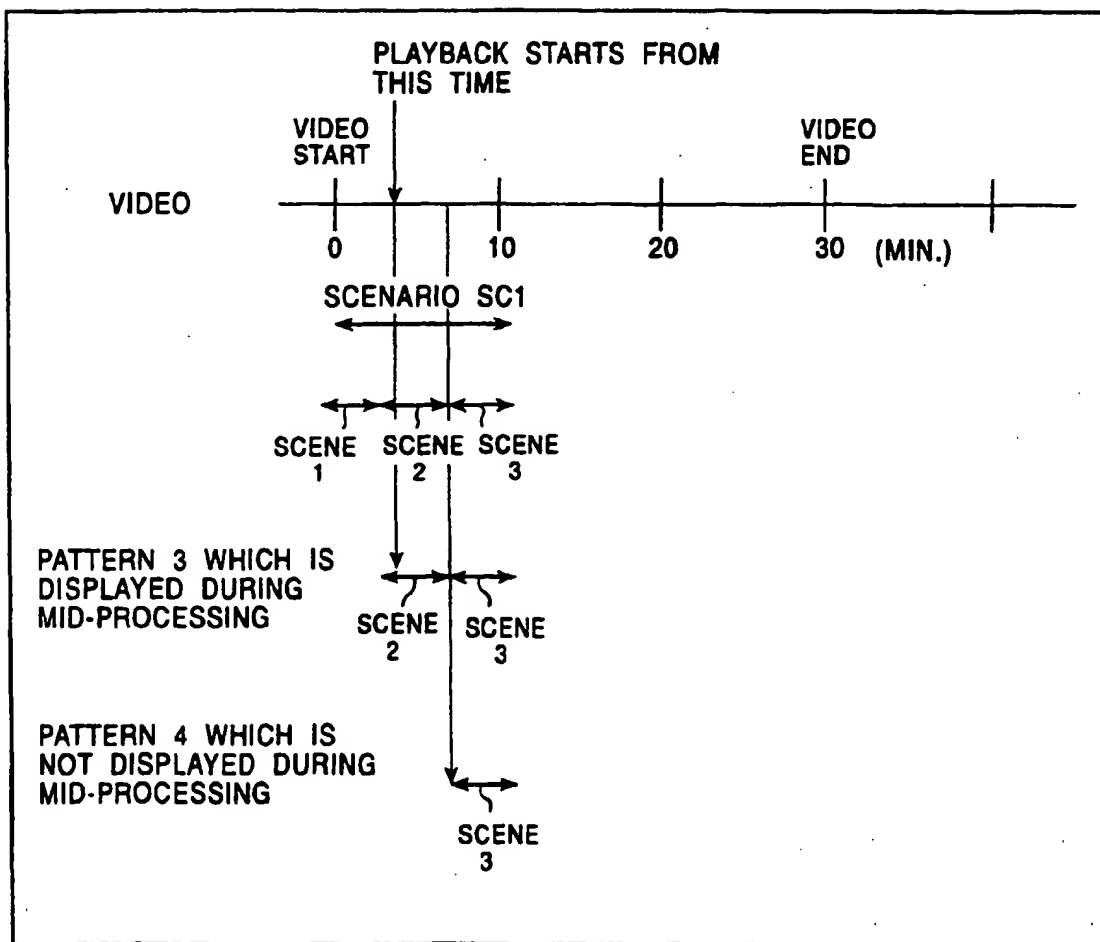 PLAYBACK STARTS FROM
THIS TIME
VIDEO
START
VIDEO
END
VIDEO
0
10
20
30
(MIN.)
SCENARIO SC1
SCENE
1
SCENE
2
SCENE
3
PATTERN 3 WHICH IS
DISPLAYED DURING
MID-PROCESSING
SCENE
2
SCENE
3
PATTERN 4 WHICH IS
NOT DISPLAYED DURING
MID-PROCESSING
SCENE
3